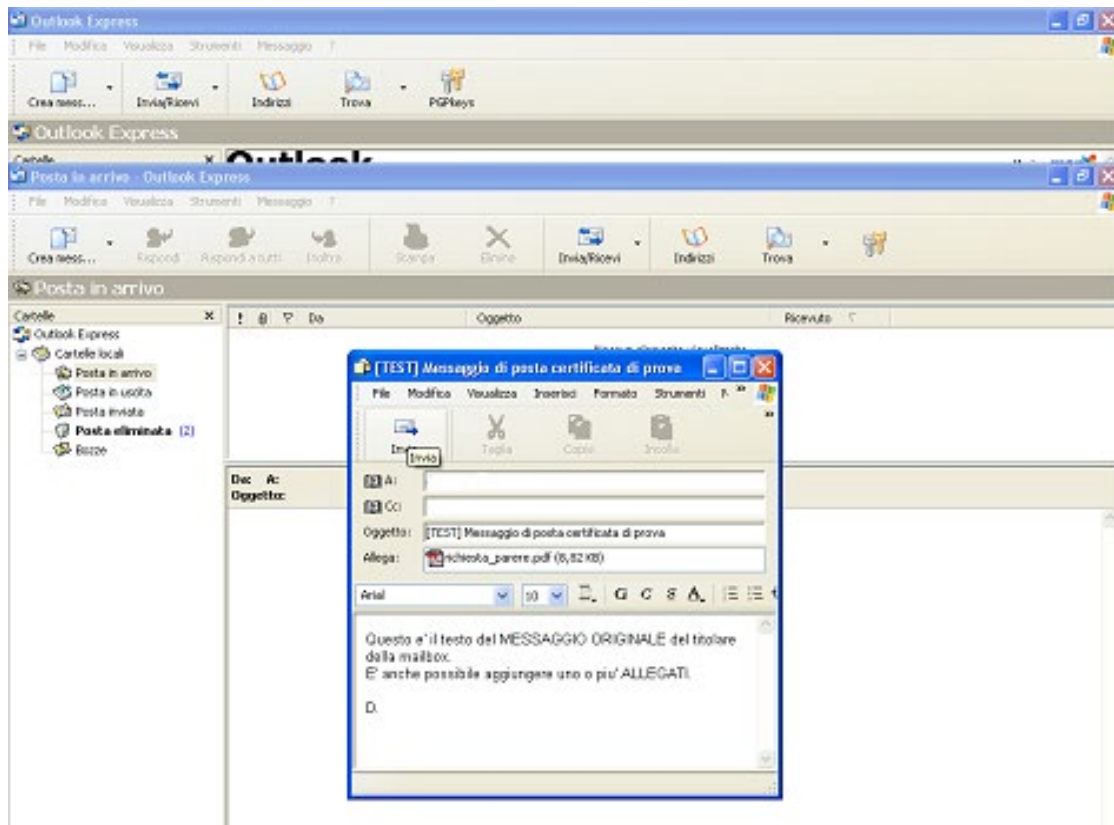 Outlook Express
File Modifica Visualizza Strumenti Messaggio ?
Crea mess... Invia/Ricevi Indirizzi Trova PGPkeys
Outlook Express
Cartelle X
Posta in arrivo - Outlook Express
File Modifica Visualizza Strumenti Messaggio ?
Crea mess... Rispondi Rispondi a tutti Inoltra Stampa Elimina Invia/Ricevi Indirizzi Trova
Posta in arrivo
Cartelle X
! Da Oggetto Ricevuto
Outlook Express
Cartelle locali
Posta in arrivo
Posta in uscita
Posta inviata
Posta eliminata (2)
Bozze
Da: A:
Oggetto:
[TEST] Messaggio di posta certificata di prova
File Modifica Visualizza Inserisci Formato Strumenti
Invia Taglia Copia Incolla
Invia
A:
Cc:
Oggetto: [TEST] Messaggio di posta certificata di prova
Allega: richiesta_parere.pdf (8,82 KB)
Arial 10 G C S A
Questo e' il testo del MESSAGGIO ORIGINALE del titolare
della mailbox.
E' anche possibile aggiungere uno o piu' ALLEGATI.
D.